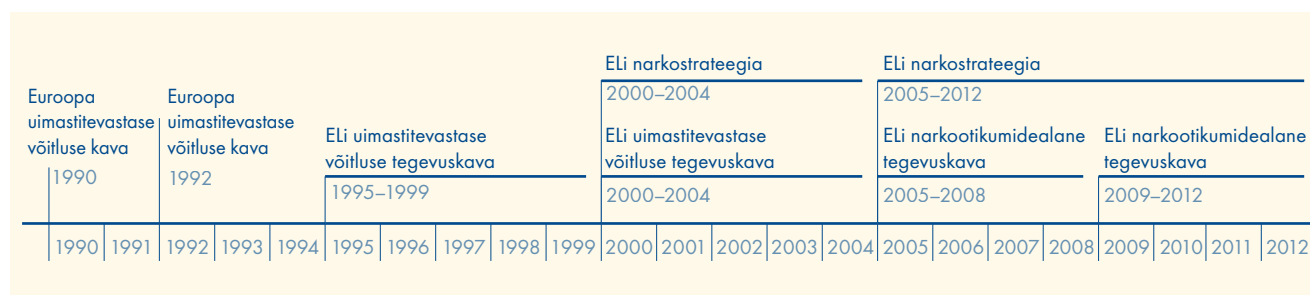 Euroopa
uimastitevastase
võitluse kava
1990
Euroopa
uimastitevastase
võitluse kava
1992
ELi uimastitevastase
võitluse tegevuskava
1995–1999
ELi narkostrateegia
2000–2004
ELi uimastitevastase
võitluse tegevuskava
2000–2004
ELi narkostrateegia
2005–2012
ELi narkootikumidealane
tegevuskava
2005–2008
ELi narkootikumidealane
tegevuskava
2009–2012
1990 1991 1992 1993 1994 1995 1996 1997 1998 1999 2000 2001 2002 2003 2004 2005 2006 2007 2008 2009 2010 2011 2012